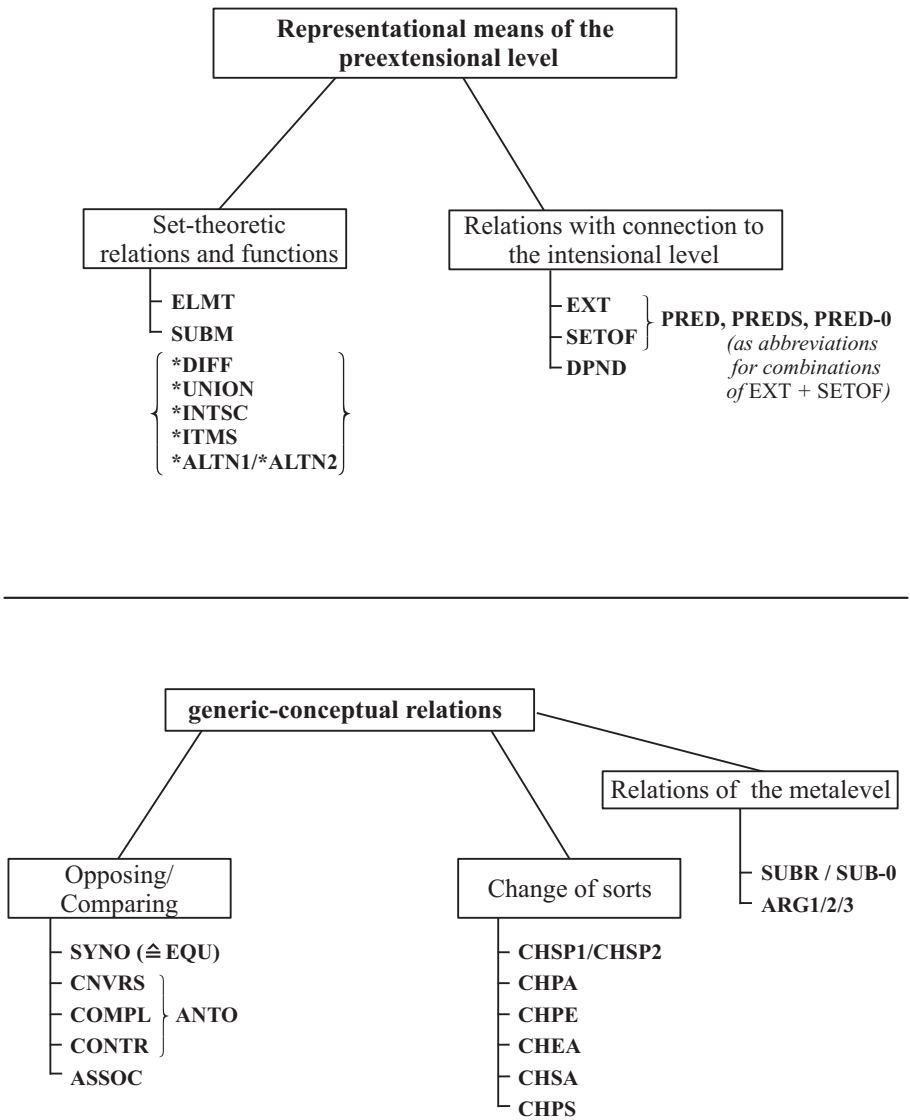 Representational means of the
preextensional level
Set-theoretic
relations and functions
ELMT
SUBM
*DIFF
*UNION
*INTSC
*ITMS
*ALTN1/*ALTN2
Relations with connection to
the intensional level
EXT
SETOF
DPND
PRED, PREDS, PRED-0
(as abbreviations
for combinations
of EXT + SETOF)
generic-conceptual relations
Opposing/
Comparing
SYNO (≙ EQU)
CNVRS
COMPL
CONTR
ANTO
ASSOC
Change of sorts
CHSP1/CHSP2
CHPA
CHPE
CHEA
CHSA
CHPS
Relations of the metalevel
SUBR / SUB-0
ARG1/2/3